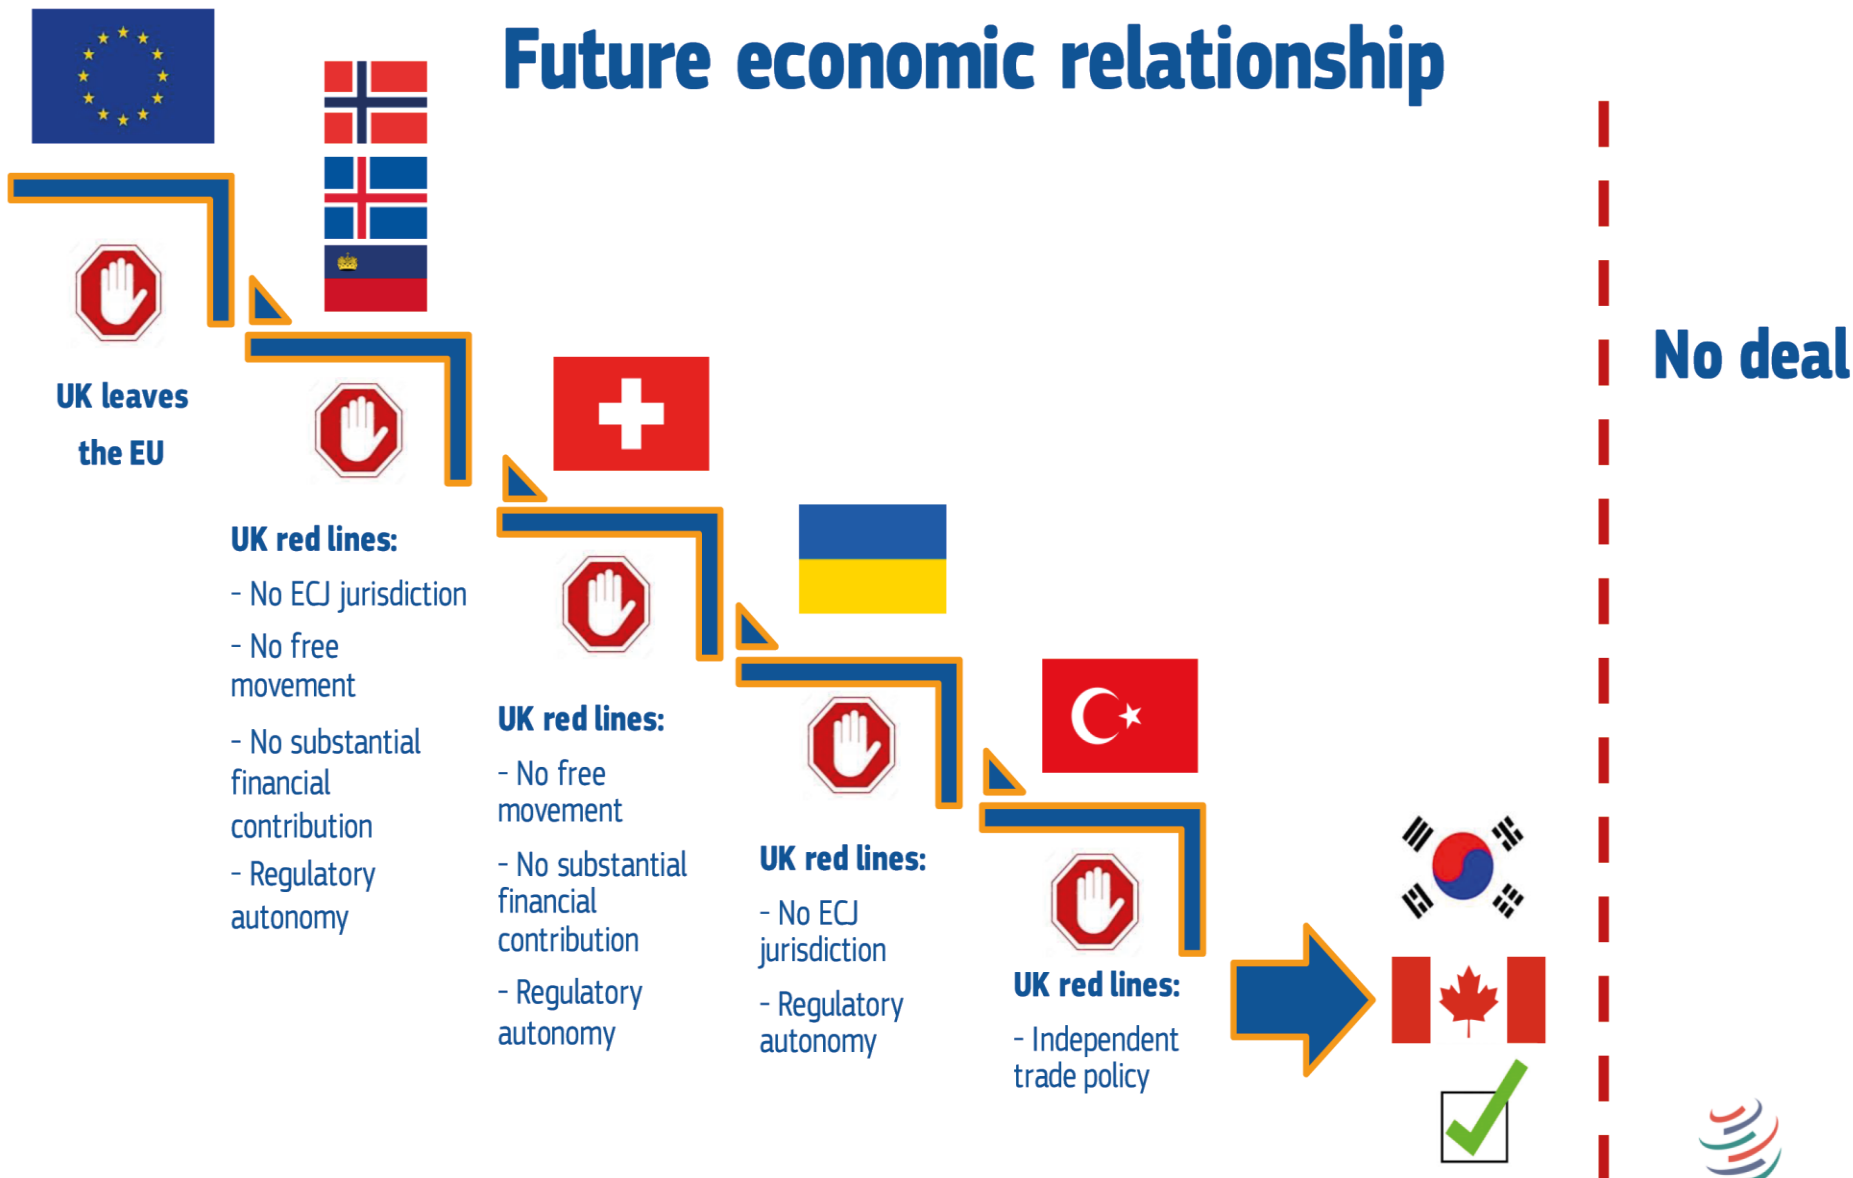 Future economic relationship
No deal
UK leaves
the EU
UK red lines:
- No ECJ jurisdiction
- No free
movement
- No substantial
financial
contribution
- Regulatory
autonomy
UK red lines:
- No free
movement
- No substantial
financial
contribution
- Regulatory
autonomy
UK red lines:
- No ECJ
jurisdiction
- Regulatory
autonomy
UK red lines:
- Independent
trade policy